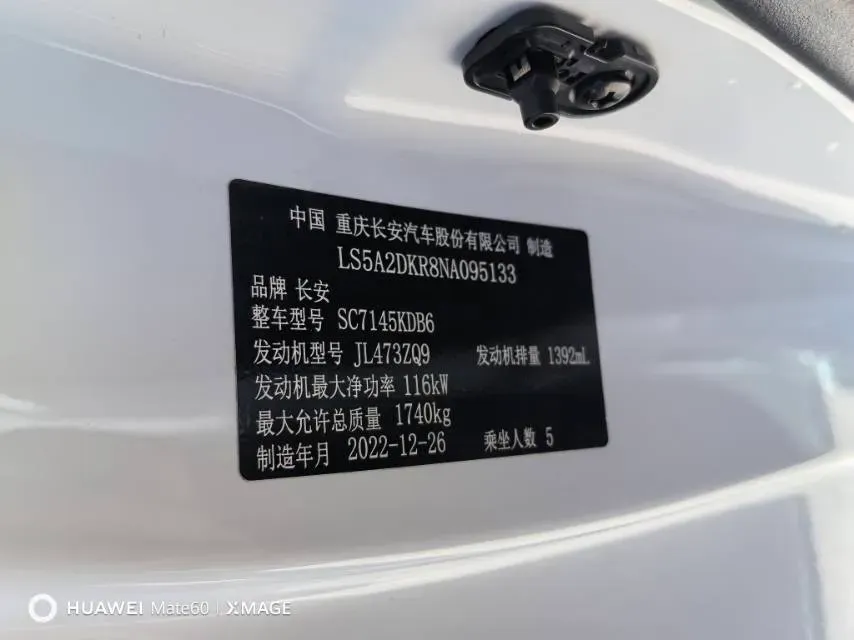 中国 重庆长安汽车股份有限公司 制造
LS5A2DKR8NA095133
品牌 长安
整车型号 SC7145KDB6
发动机型号 JL473ZQ9 发动机排量 1392mL
发动机最大净功率 116kW
最大允许总质量 1740kg
制造年月 2022-12-26 乘坐人数 5
HUAWEI Mate60 | XMAGE